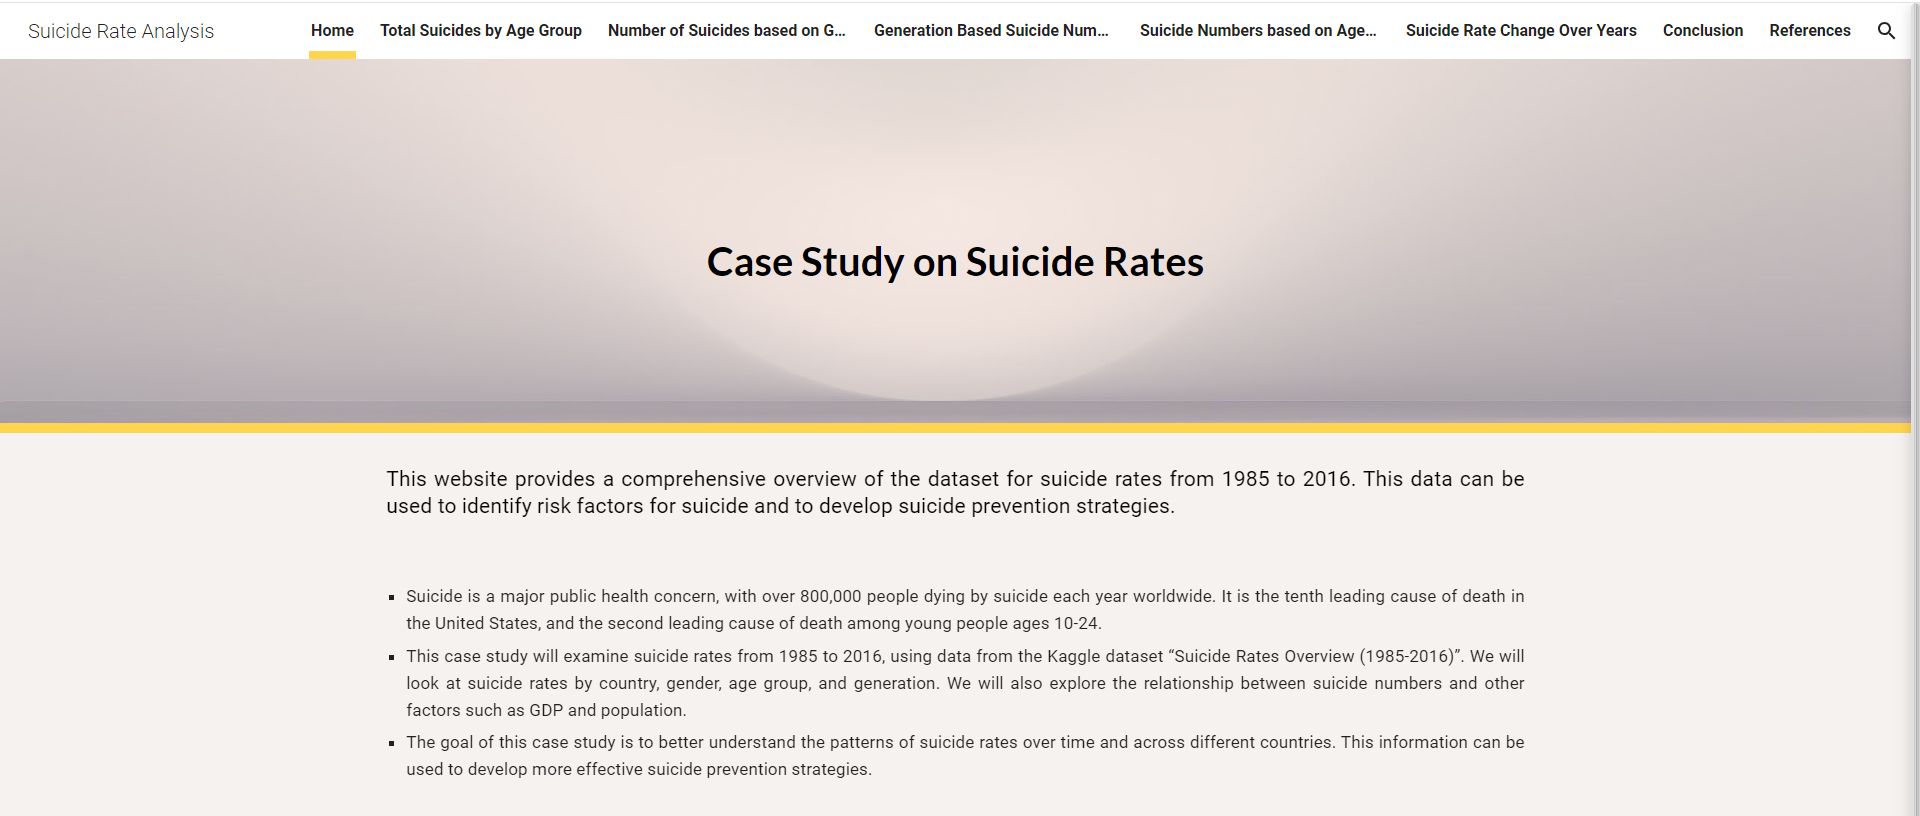 Suicide Rate Analysis
Home Total Suicides by Age Group Number of Suicides based on G... Generation Based Suicide Num... Suicide Numbers based on Age... Suicide Rate Change Over Years Conclusion References
Case Study on Suicide Rates
This website provides a comprehensive overview of the dataset for suicide rates from 1985 to 2016. This data can be
used to identify risk factors for suicide and to develop suicide prevention strategies.
▪ Suicide is a major public health concern, with over 800,000 people dying by suicide each year worldwide. It is the tenth leading cause of death in
the United States, and the second leading cause of death among young people ages 10-24.
▪ This case study will examine suicide rates from 1985 to 2016, using data from the Kaggle dataset “Suicide Rates Overview (1985-2016)”. We will
look at suicide rates by country, gender, age group, and generation. We will also explore the relationship between suicide numbers and other
factors such as GDP and population.
▪ The goal of this case study is to better understand the patterns of suicide rates over time and across different countries. This information can be
used to develop more effective suicide prevention strategies.